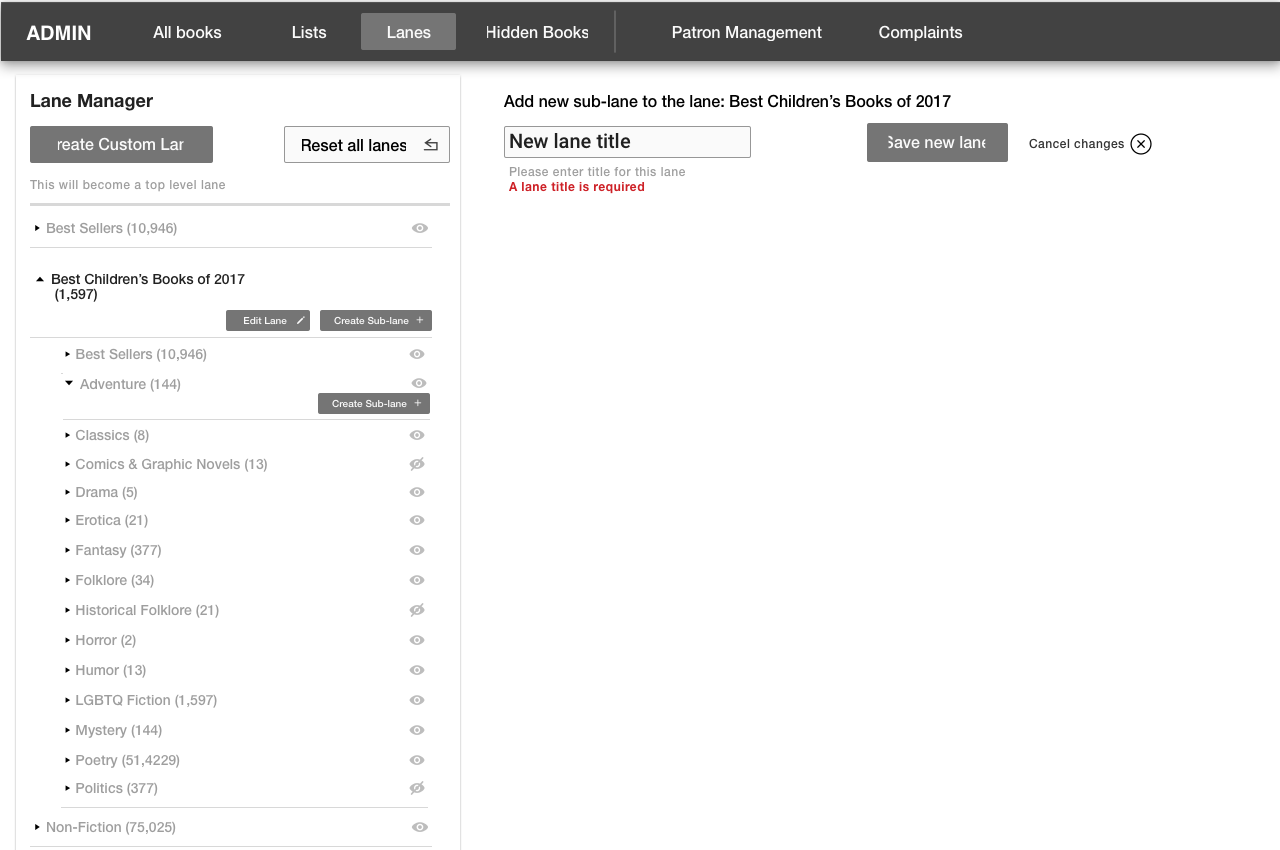 ADMIN All books Lists Lanes Hidden Books Patron Management Complaints
Lane Manager
reate Custom Lar
Reset all lanes
This will become a top level lane
Best Sellers (10,946)
Best Children's Books of 2017
(1,597)
Edit Lane
Create Sub-lane +
Best Sellers (10,946)
Adventure (144)
Create Sub-lane +
Classics (8)
Comics & Graphic Novels (13)
Drama (5)
Erotica (21)
Fantasy (377)
Folklore (34)
Historical Folklore (21)
Horror (2)
Humor (13)
LGBTQ Fiction (1,597)
Mystery (144)
Poetry (51,4229)
Politics (377)
Non-Fiction (75,025)
Add new sub-lane to the lane: Best Children's Books of 2017
New lane title
Save new lane
Cancel changes
Please enter title for this lane
A lane title is required